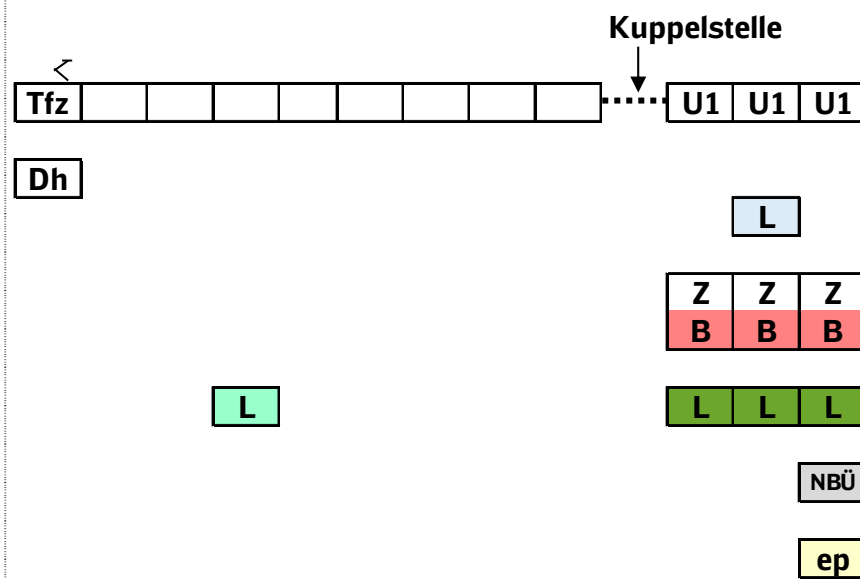 Kuppelstelle
Tfz U1 U1 U1
Dh
L
Z Z Z
B B B
L L L L
NBÜ
ep